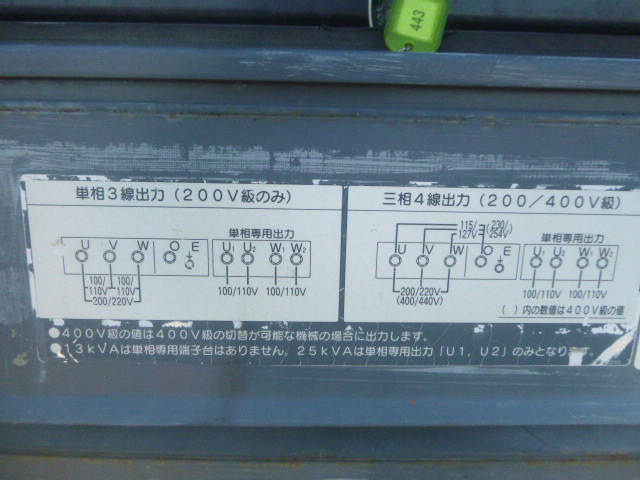 443
単相3線出力(200V級のみ)
単相専用出力
U V W O E U1 U2 W1 W2
100/110V 100/110V
200/220V
100/110V 100/110V
三相4線出力(200/400V級)
115/127V (230/254V)
単相専用出力
U V W O E U1 U2 W1 W2
200/220V
(400/440V)
100/110V 100/110V
( )内の数値は400V級の値
●400V級の値は400V級の切替が可能な機械の場合に出力します。
●13kVAは単相専用端子台はありません。25kVAは単相専用出力「U1, U2」のみとなり